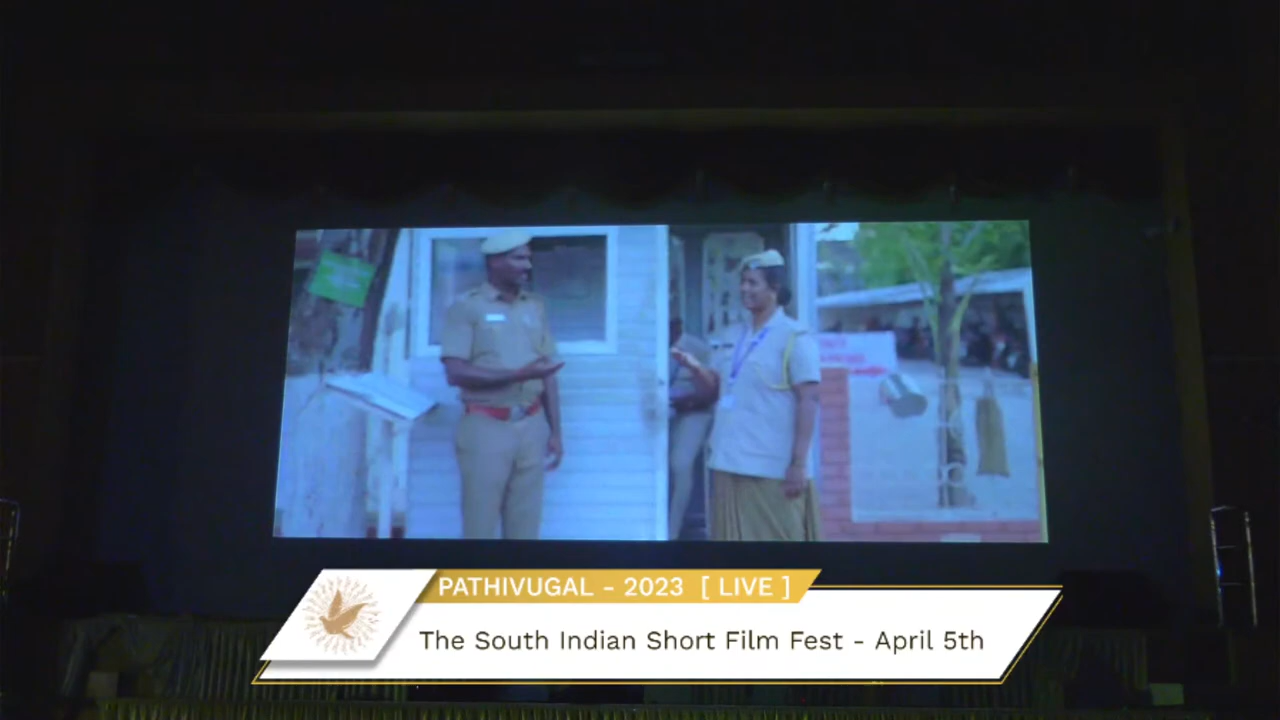 PATHIVUGAL - 2023 [ LIVE ]
The South Indian Short Film Fest - April 5th